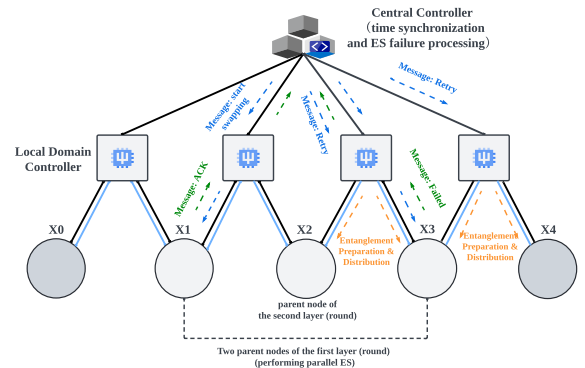 Central Controller
(time synchronization
and ES failure processing)
Message: Retry
Message: start
swapping
Message: Retry
Local Domain
Controller
Message: ACK
Message: Failed
X0
X1
X2
X3
X4
Entanglement
Preparation &
Distribution
Entanglement
Preparation &
Distribution
parent node of
the second layer (round)
Two parent nodes of the first layer (round)
(performing parallel ES)